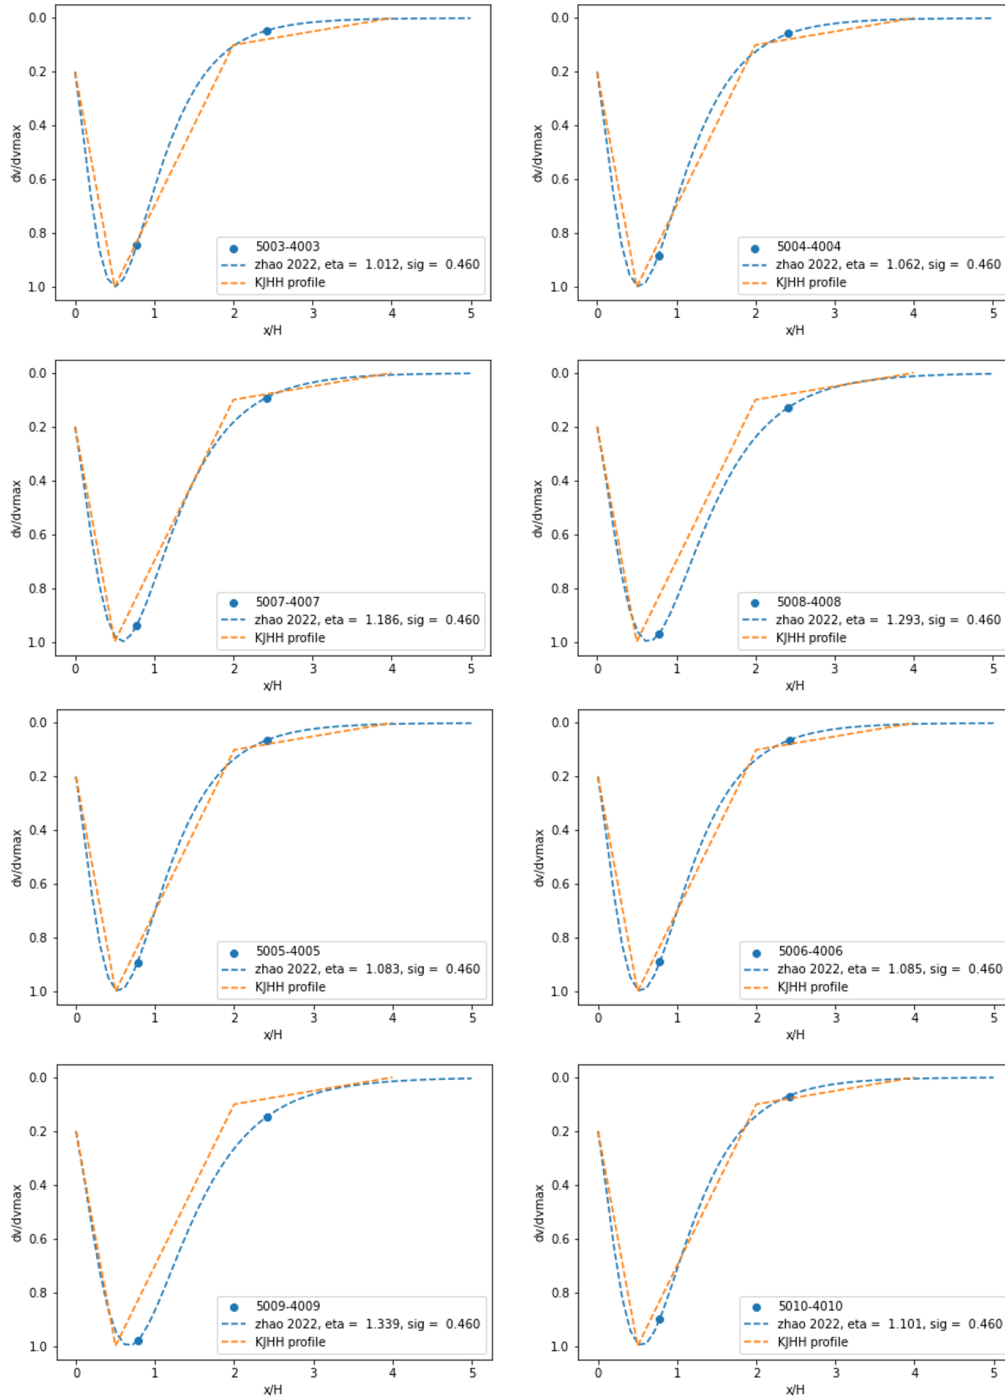 0.0
0.2
0.4
0.6
0.8
1.0
dv/dvmax
5003-4003
zhao 2022, eta = 1.012, sig = 0.460
KJHH profile
0 1 2 3 4 5
x/H
0.0
0.2
0.4
0.6
0.8
1.0
dv/dvmax
5004-4004
zhao 2022, eta = 1.062, sig = 0.460
KJHH profile
0 1 2 3 4 5
x/H
0.0
0.2
0.4
0.6
0.8
1.0
dv/dvmax
5007-4007
zhao 2022, eta = 1.186, sig = 0.460
KJHH profile
0 1 2 3 4 5
x/H
0.0
0.2
0.4
0.6
0.8
1.0
dv/dvmax
5008-4008
zhao 2022, eta = 1.293, sig = 0.460
KJHH profile
0 1 2 3 4 5
x/H
0.0
0.2
0.4
0.6
0.8
1.0
dv/dvmax
5005-4005
zhao 2022, eta = 1.083, sig = 0.460
KJHH profile
0 1 2 3 4 5
x/H
0.0
0.2
0.4
0.6
0.8
1.0
dv/dvmax
5006-4006
zhao 2022, eta = 1.085, sig = 0.460
KJHH profile
0 1 2 3 4 5
x/H
0.0
0.2
0.4
0.6
0.8
1.0
dv/dvmax
5009-4009
zhao 2022, eta = 1.339, sig = 0.460
KJHH profile
0 1 2 3 4 5
x/H
0.0
0.2
0.4
0.6
0.8
1.0
dv/dvmax
5010-4010
zhao 2022, eta = 1.101, sig = 0.460
KJHH profile
0 1 2 3 4 5
x/H